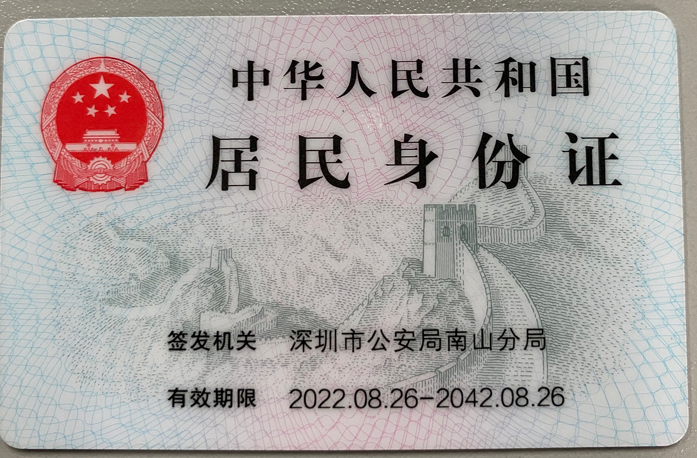 中华人民共和国
居民身份证
签发机关 深圳市公安局南山分局
有效期限 2022.08.26-2042.08.26